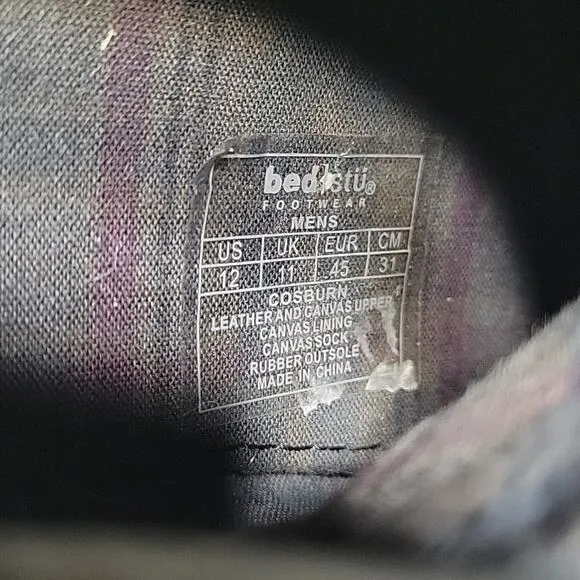 bed|stü®
FOOTWEAR
MENS
US UK EUR CM
12 11 45 31
COSBURN
LEATHER AND CANVAS UPPER
CANVAS LINING
CANVAS SOCK
RUBBER OUTSOLE
MADE IN CHINA